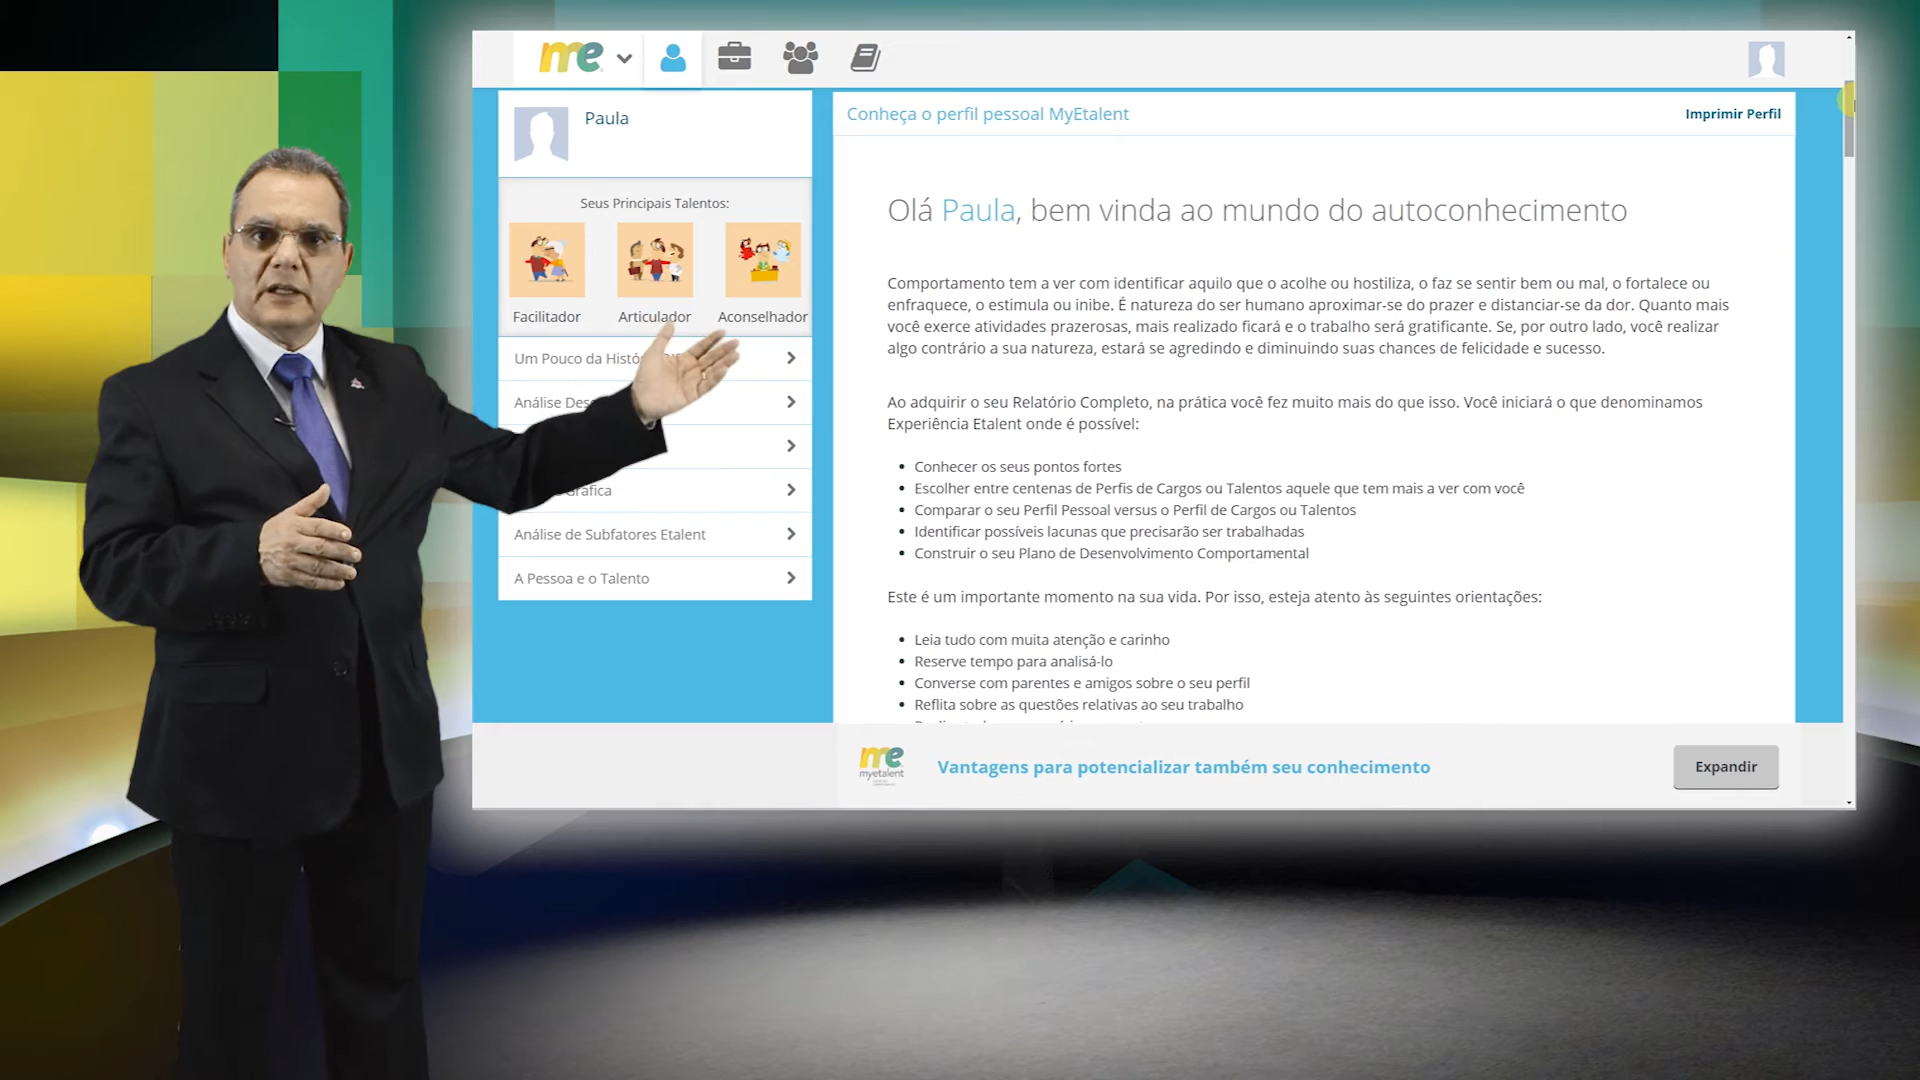 me
Paula
Seus Principais Talentos:
Facilitador
Articulador
Aconselhador
Um Pouco da
Análise
Gráfica
Análise de Subfatores Etalent
A Pessoa e o Talento
Conheça o perfil pessoal MyEtalent
Imprimir Perfil
Olá Paula, bem vinda ao mundo do autoconhecimento
Comportamento tem a ver com identificar aquilo que o acolhe ou hostiliza, o faz se sentir bem ou mal, o fortalece ou
enfraquece, o estimula ou inibe. É natureza do ser humano aproximar-se do prazer e distanciar-se da dor. Quanto mais
você exerce atividades prazerosas, mais realizado ficará e o trabalho será gratificante. Se, por outro lado, você realizar
algo contrário a sua natureza, estará se agredindo e diminuindo suas chances de felicidade e sucesso.
Ao adquirir o seu Relatório Completo, na prática você fez muito mais do que isso. Você iniciará o que denominamos
Experiência Etalent onde é possível:
• Conhecer os seus pontos fortes
• Escolher entre centenas de Perfis de Cargos ou Talentos aquele que tem mais a ver com você
• Comparar o seu Perfil Pessoal versus o Perfil de Cargos ou Talentos
• Identificar possíveis lacunas que precisarão ser trabalhadas
• Construir o seu Plano de Desenvolvimento Comportamental
Este é um importante momento na sua vida. Por isso, esteja atento às seguintes orientações:
• Leia tudo com muita atenção e carinho
• Reserve tempo para analisá-lo
• Converse com parentes e amigos sobre o seu perfil
• Reflita sobre as questões relativas ao seu trabalho
me
myetalent
Vantagens para potencializar também seu conhecimento
Expandir